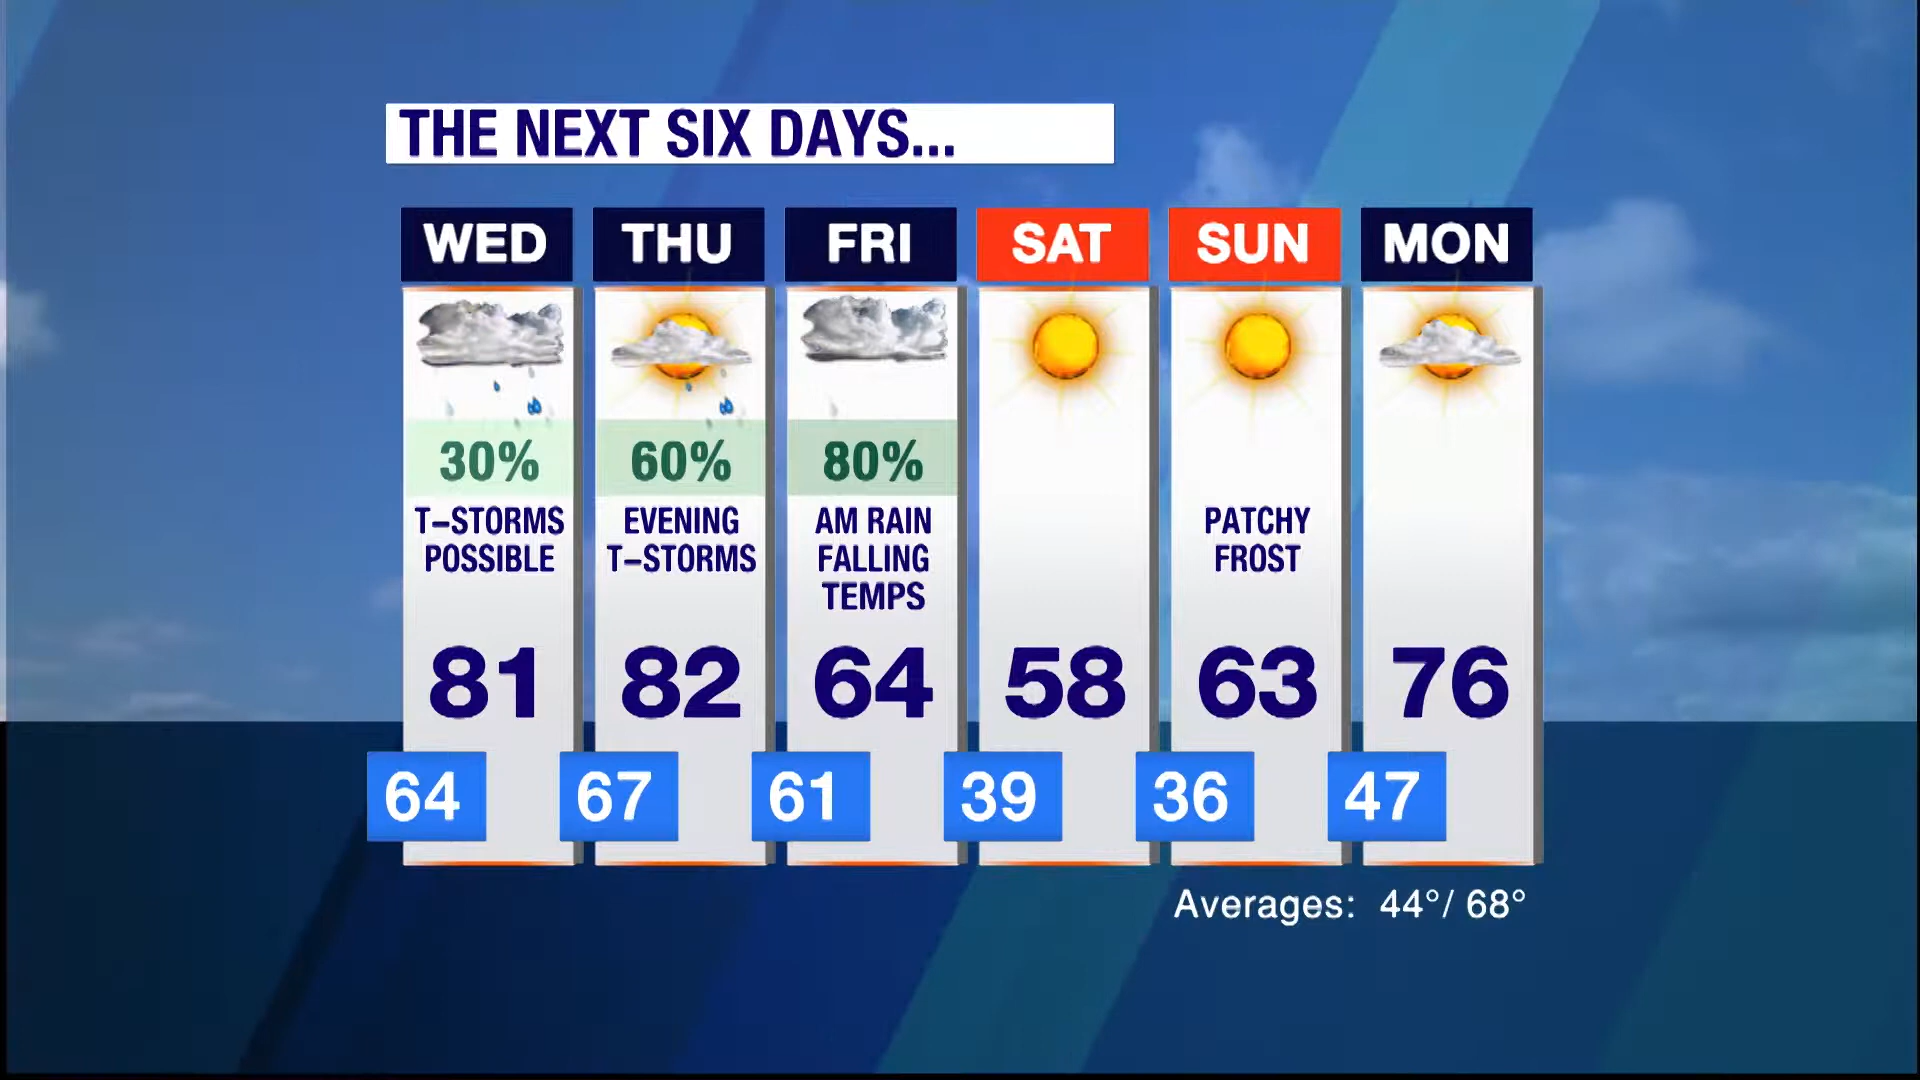 THE NEXT SIX DAYS...
WED THU FRI SAT SUN MON
30% 60% 80%
T-STORMS POSSIBLE
EVENING T-STORMS
AM RAIN FALLING TEMPS
PATCHY FROST
81 82 64 58 63 76
64 67 61 39 36 47
Averages: 44°/ 68°